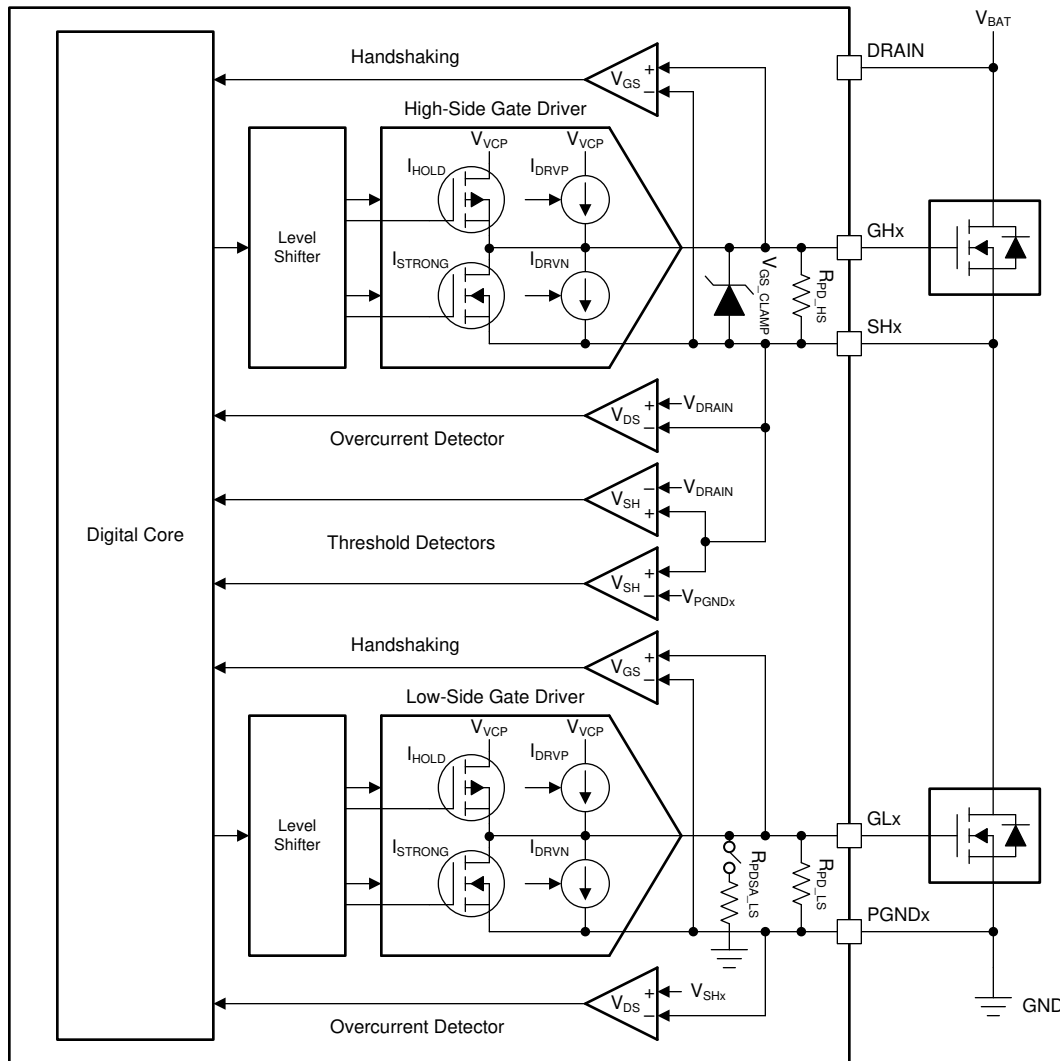 V_BAT
DRAIN
Handshaking
V_GS
+
−
High-Side Gate Driver
V_VCP
V_VCP
I_HOLD
I_DRVP
Level
Shifter
I_STRONG
I_DRVN
V_GS_CLAMP
R_PD_HS
GHx
SHx
V_DS
+
−
V_DRAIN
Overcurrent Detector
V_SH
−
+
V_DRAIN
Digital Core
Threshold Detectors
V_SH
+
−
V_PGNDx
Handshaking
V_GS
+
−
Low-Side Gate Driver
V_VCP
V_VCP
I_HOLD
I_DRVP
Level
Shifter
I_STRONG
I_DRVN
R_PDSA_LS
R_PD_LS
GLx
PGNDx
V_DS
+
−
V_SHx
Overcurrent Detector
GND